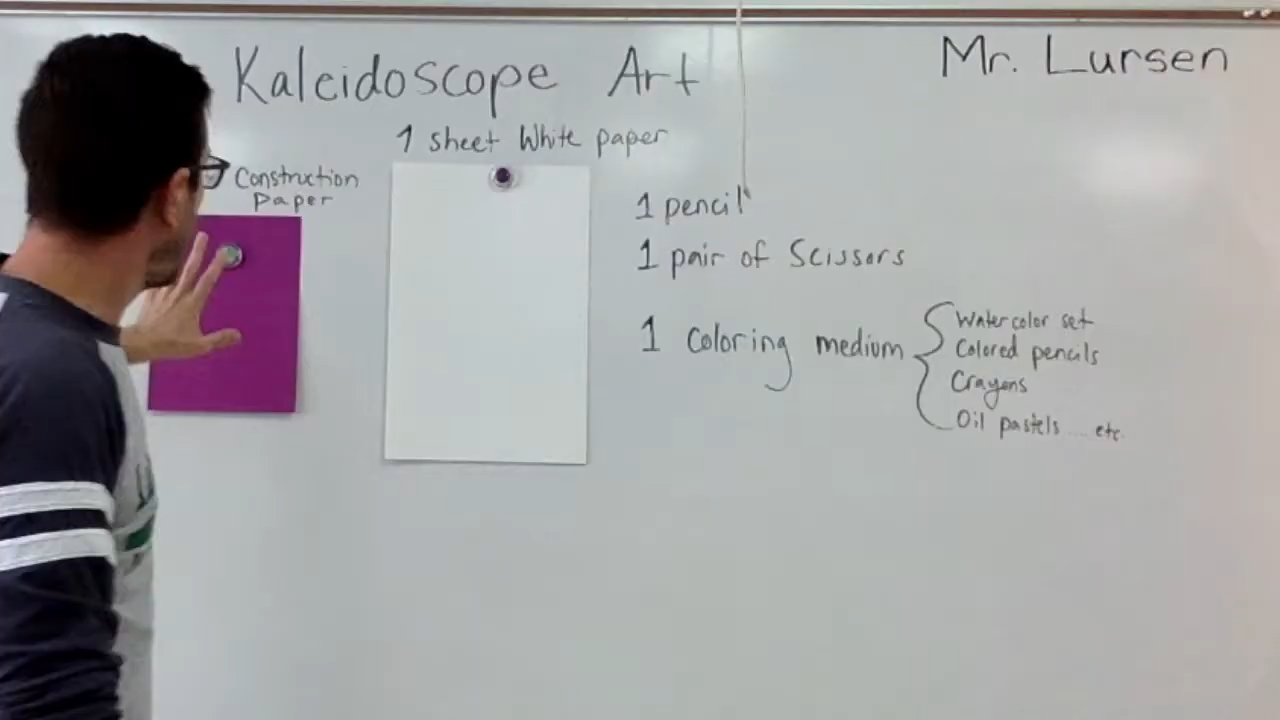 Kaleidoscope Art
Mr. Lursen
1 sheet White paper
Construction
paper
1 pencil
1 pair of Scissors
1 Coloring medium
Watercolor set
Colored pencils
Crayons
Oil pastels .... etc.